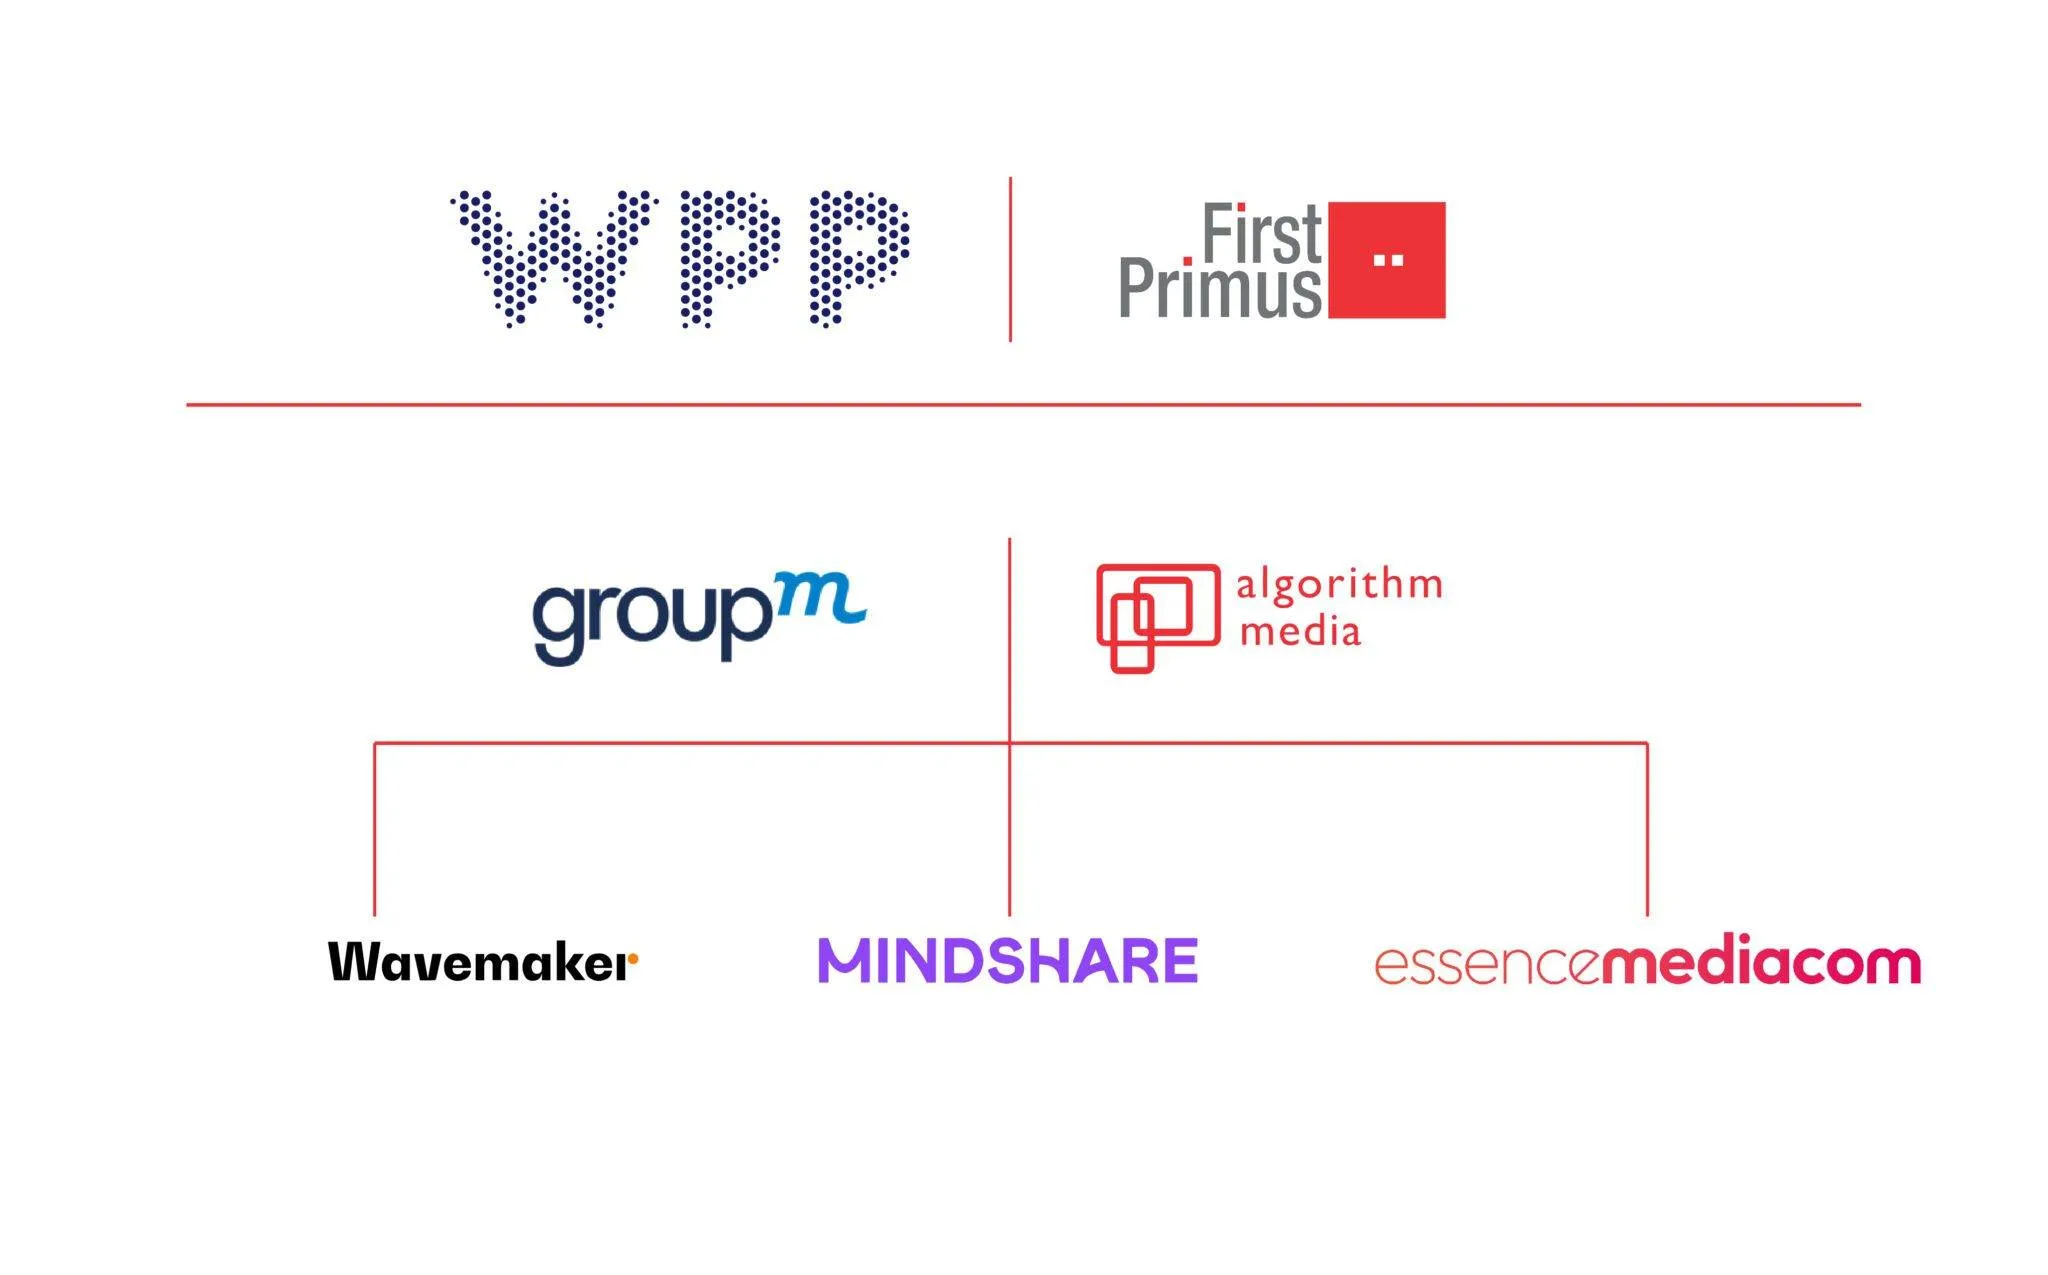 WPP
First
Primus
groupm
algorithm
media
Wavemaker
MINDSHARE
essencemediacom